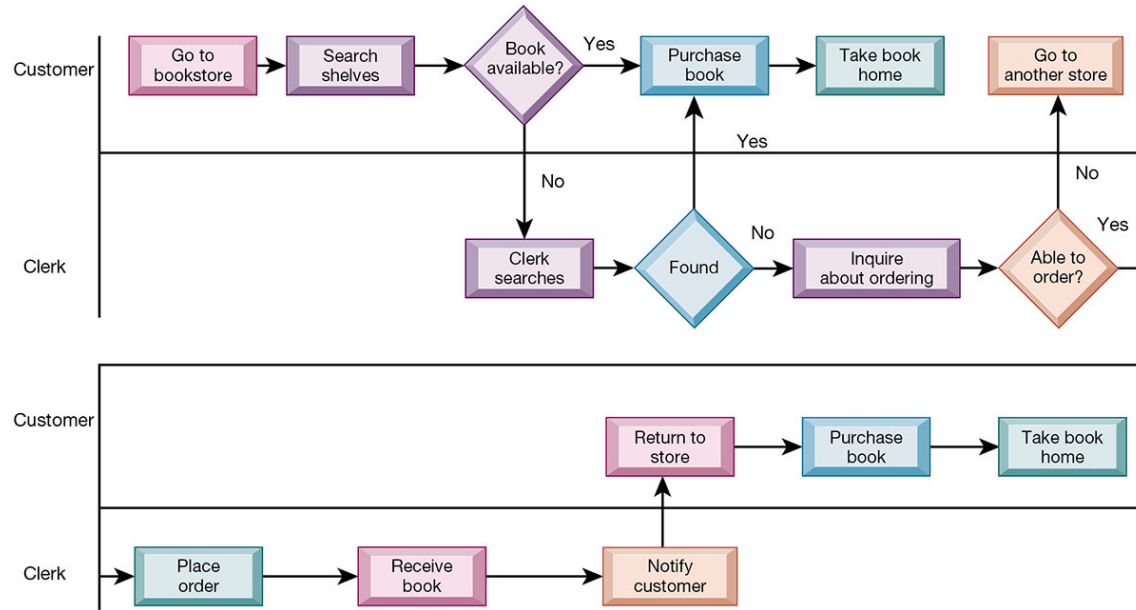 Customer
Go to
bookstore
Search
shelves
Book
available?
Yes
Purchase
book
Take book
home
Go to
another store
Yes
No
No
Clerk
Clerk
searches
Found
No
Inquire
about ordering
Able to
order?
Yes
Customer
Return to
store
Purchase
book
Take book
home
Clerk
Place
order
Receive
book
Notify
customer